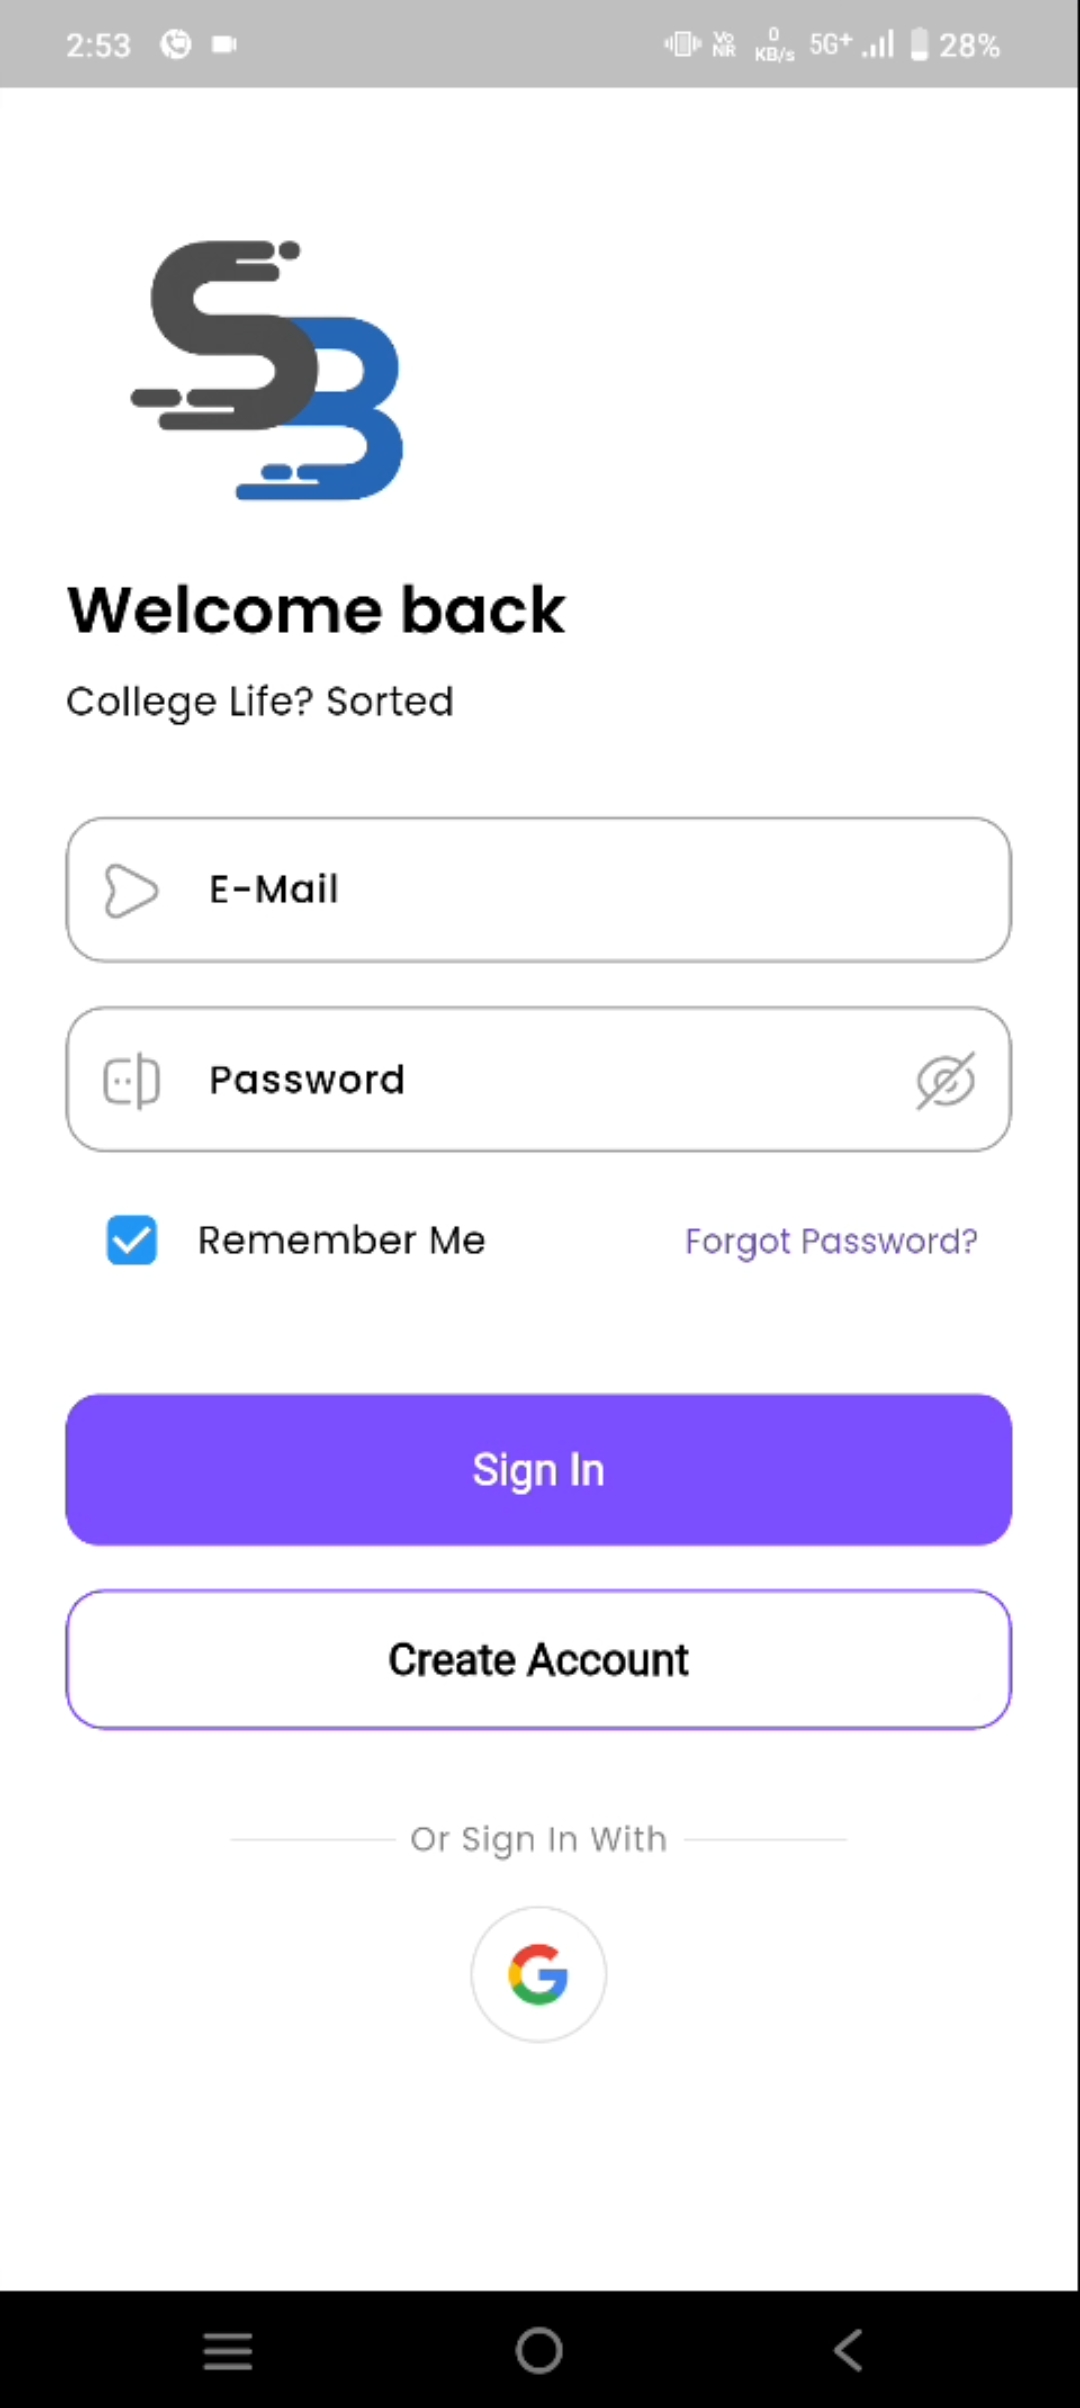 2:53 Vo NR 0 KB/s 5G+ 28%
SB
Welcome back
College Life? Sorted
E-Mail
Password
Remember Me Forgot Password?
Sign In
Create Account
Or Sign In With
G